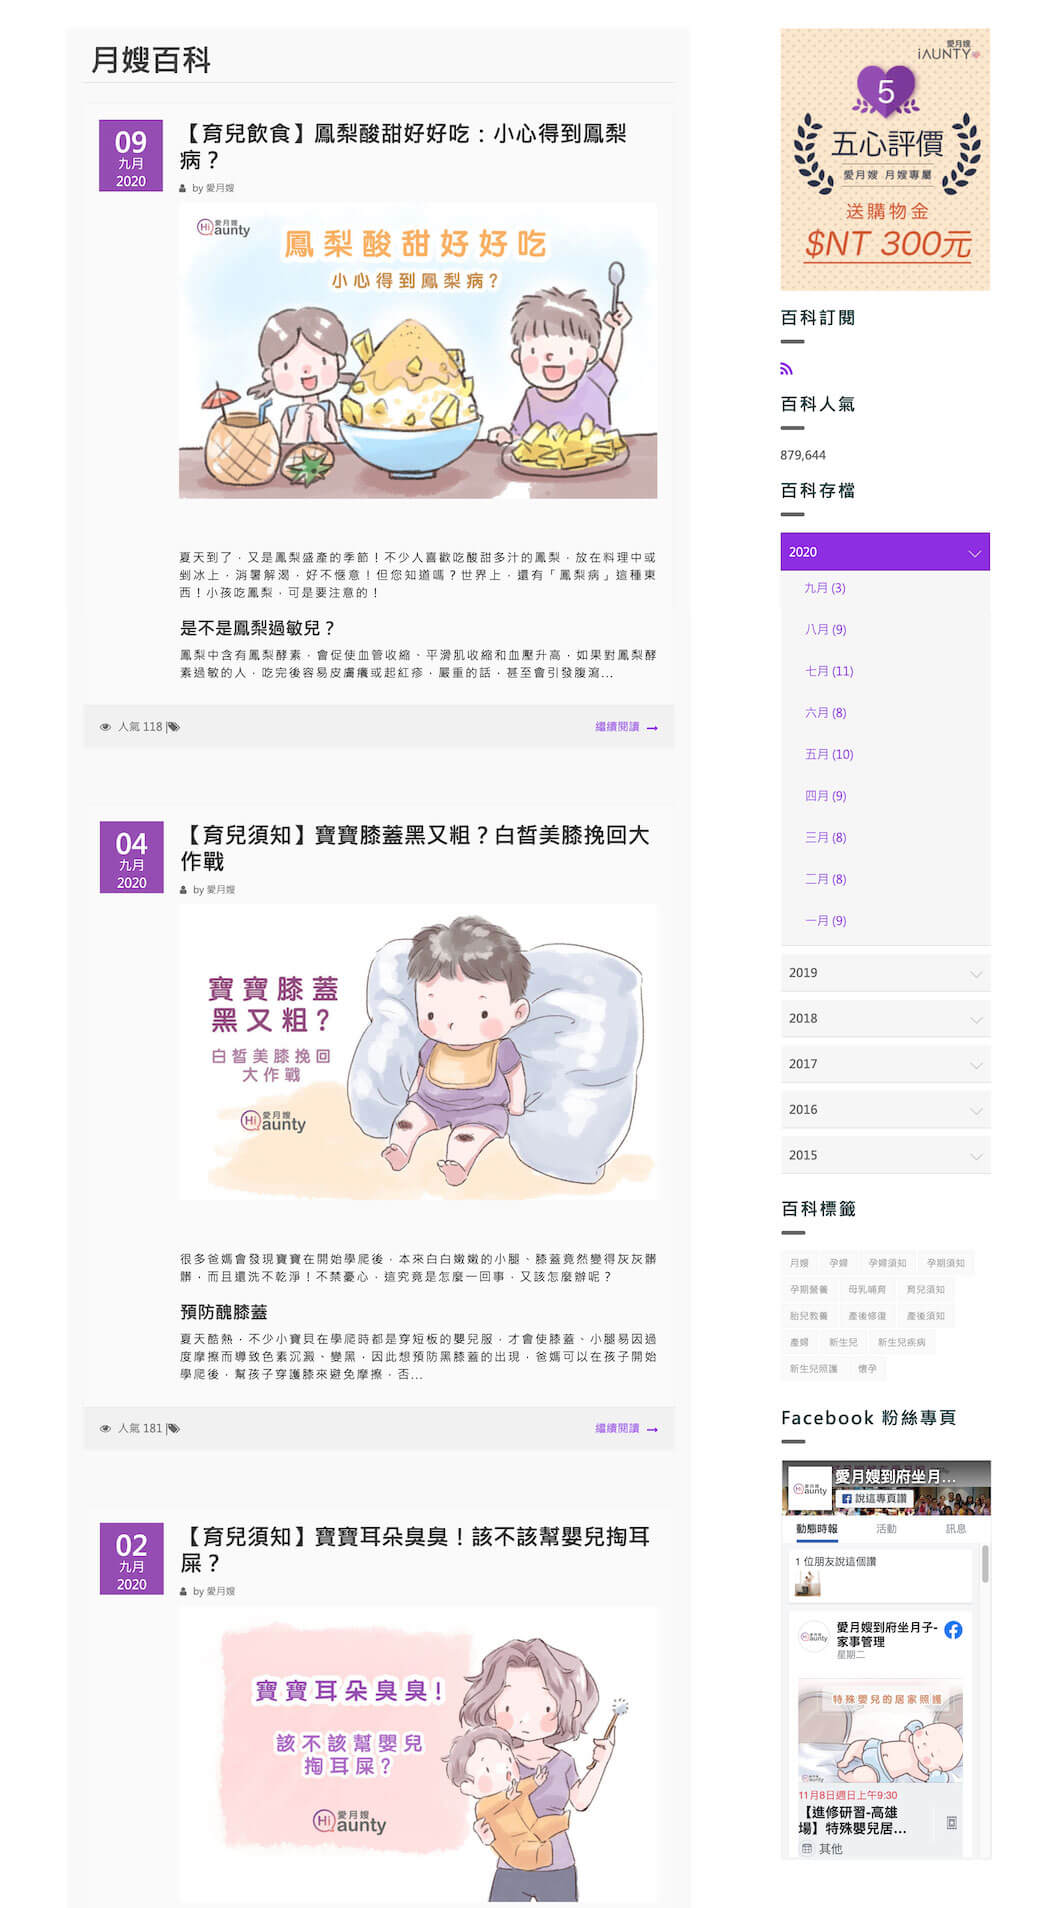 月嫂百科
09
九月
2020
【育兒飲食】鳳梨酸甜好好吃：小心得到鳳梨
病？
by 愛月嫂
Hi 愛月嫂
aunty
鳳梨酸甜好好吃
小心得到鳳梨病？
夏天到了，又是鳳梨盛產的季節！不少人喜歡吃酸甜多汁的鳳梨，放在料理中或
剉冰上，消暑解渴，好不愜意！但您知道嗎？世界上，還有「鳳梨病」這種東
西！小孩吃鳳梨，可是要注意的！
是不是鳳梨過敏兒？
鳳梨中含有鳳梨酵素，會促使血管收縮、平滑肌收縮和血壓升高，如果對鳳梨酵
素過敏的人，吃完後容易皮膚癢或起紅疹，嚴重的話，甚至會引發腹瀉...
人氣 118 |
繼續閱讀
04
九月
2020
【育兒須知】寶寶膝蓋黑又粗？白皙美膝挽回大
作戰
by 愛月嫂
寶寶膝蓋
黑又粗？
白皙美膝挽回
大作戰
Hi 愛月嫂
aunty
很多爸媽會發現寶寶在開始學爬後，本來白白嫩嫩的小腿、膝蓋竟然變得灰灰髒
髒，而且還洗不乾淨！不禁憂心，這究竟是怎麼一回事，又該怎麼辦呢？
預防醜膝蓋
夏天酷熱，不少小寶貝在學爬時都是穿短板的嬰兒服，才會使膝蓋、小腿易因過
度摩擦而導致色素沉澱、變黑，因此想預防黑膝蓋的出現，爸媽可以在孩子開始
學爬後，幫孩子穿護膝來避免摩擦，否...
人氣 181 |
繼續閱讀
02
九月
2020
【育兒須知】寶寶耳朵臭臭！該不該幫嬰兒掏耳
屎？
by 愛月嫂
寶寶耳朵臭臭！
該不該幫嬰兒
掏耳屎？
Hi 愛月嫂
aunty
愛月嫂
iAUNTY
5
五心評價
愛月嫂 月嫂專屬
送購物金
$NT 300元
百科訂閱
百科人氣
879,644
百科存檔
2020
九月 (3)
八月 (9)
七月 (11)
六月 (8)
五月 (10)
四月 (9)
三月 (8)
二月 (8)
一月 (9)
2019
2018
2017
2016
2015
百科標籤
月嫂 孕婦 孕婦須知 孕期須知
孕期營養 母乳哺育 育兒須知
胎兒教養 產後修復 產後須知
產婦 新生兒 新生兒疾病
新生兒照護 懷孕
Facebook 粉絲專頁
Hi 愛月嫂
aunty
愛月嫂到府坐月...
說這專頁讚
動態時報 活動 訊息
1 位朋友說這個讚
Hi 愛月嫂
aunty
愛月嫂到府坐月子-
家事管理
星期二
特殊嬰兒的居家照護
11月8日週日上午9:30
【進修研習-高雄
場】特殊嬰兒居...
其他